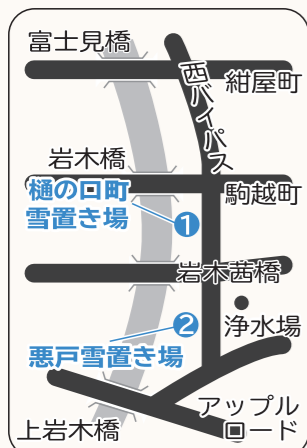 富士見橋
西バイパス
紺屋町
岩木橋
樋の口町
雪置き場
❶
駒越町
岩木茜橋
❷
浄水場
悪戸雪置き場
アップル
ロード
上岩木橋